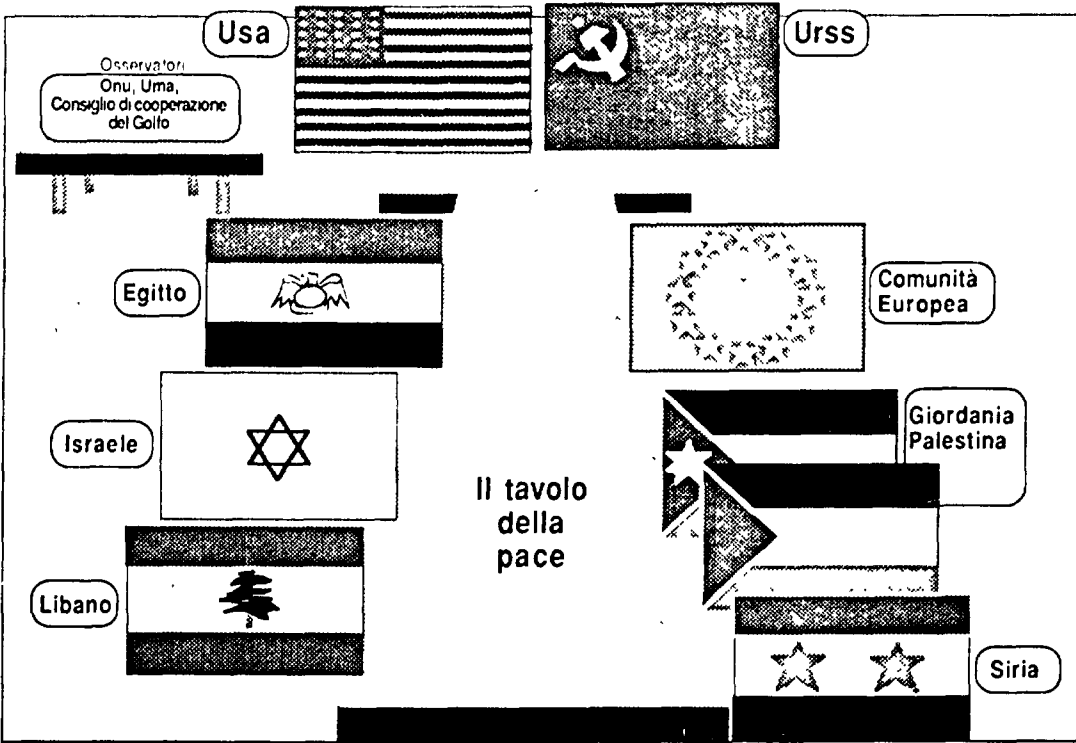 Usa
Urss
Osservatori
Onu, Uma,
Consiglio di cooperazione
del Golfo
Egitto
Comunità
Europea
Israele
Giordania
Palestina
Il tavolo
della
pace
Libano
Siria